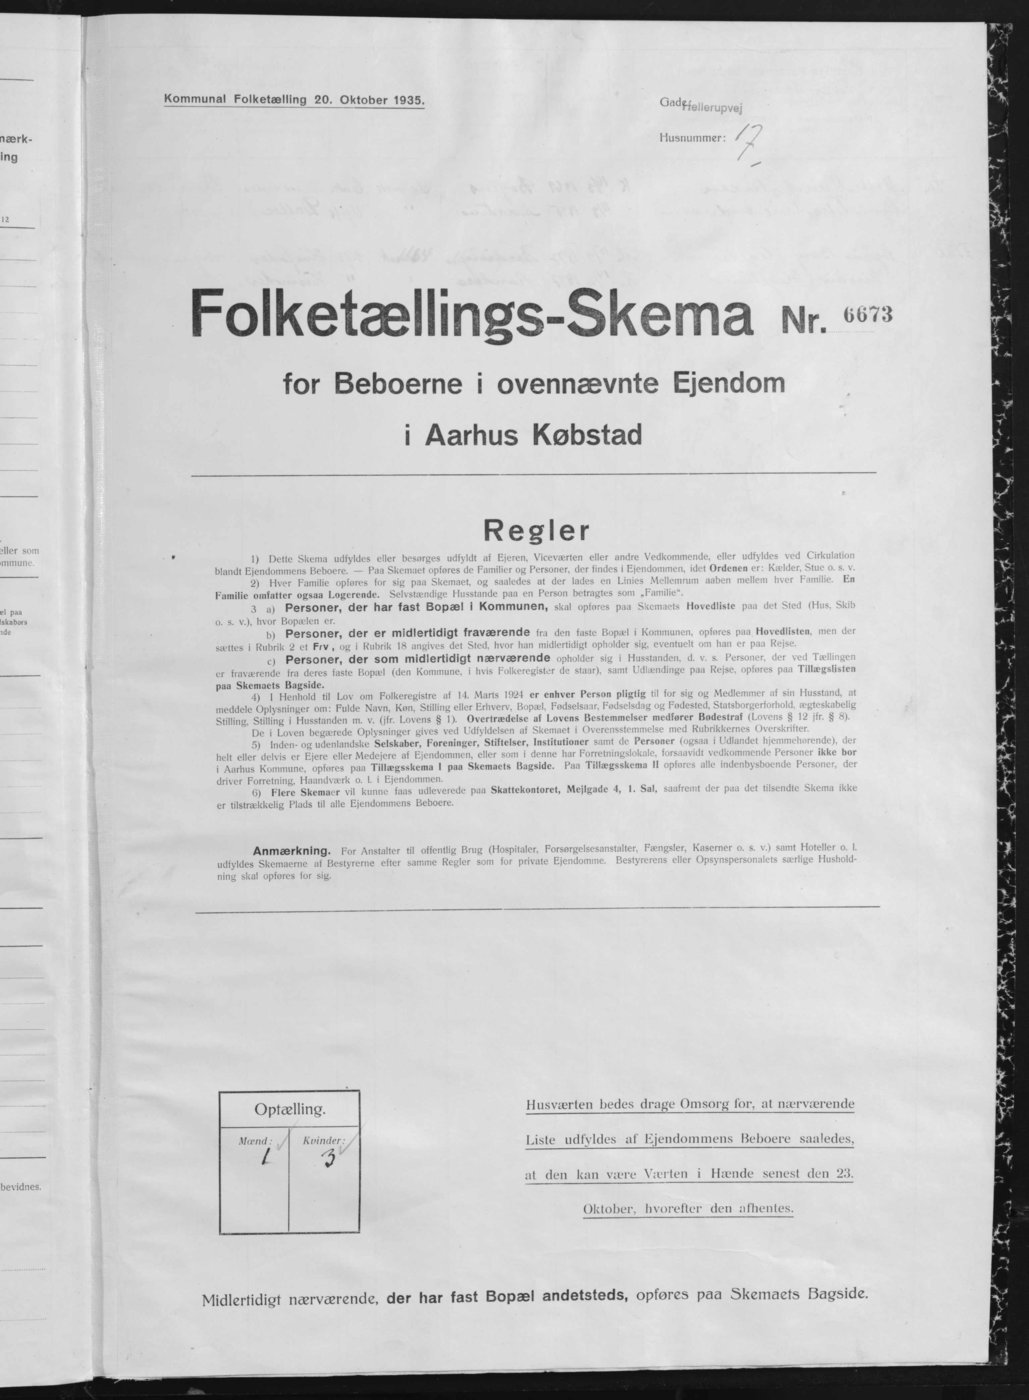 mærk-
ing
12
eller som
ommune.
el paa
lskabers
nde
bevidnes.
Kommunal Folketælling 20. Oktober 1935.
Gade Hellerupvej
Husnummer: 17
Folketællings-Skema Nr. 6673
for Beboerne i ovennævnte Ejendom
i Aarhus Købstad
Regler
1) Dette Skema udfyldes eller besørges udfyldt af Ejeren, Viceværten eller andre Vedkommende, eller udfyldes ved Cirkulation
blandt Ejendommens Beboere. — Paa Skemaet opføres de Familier og Personer, der findes i Ejendommen, idet Ordenen er: Kælder, Stue o. s. v.
2) Hver Familie opføres for sig paa Skemaet, og saaledes at der lades en Linies Mellemrum aaben mellem hver Familie. En
Familie omfatter ogsaa Logerende. Selvstændige Husstande paa en Person betragtes som „Familie“.
3 a) Personer, der har fast Bopæl i Kommunen, skal opføres paa Skemaets Hovedliste paa det Sted (Hus, Skib
o. s. v.), hvor Bopælen er.
b) Personer, der er midlertidigt fraværende fra den faste Bopæl i Kommunen, opføres paa Hovedlisten, men der
sættes i Rubrik 2 et Frv., og i Rubrik 18 angives det Sted, hvor han midlertidigt opholder sig, eventuelt om han er paa Rejse.
c) Personer, der som midlertidigt nærværende opholder sig i Husstanden, d. v. s. Personer, der ved Tællingen
er fraværende fra deres faste Bopæl (den Kommune, i hvis Folkeregister de staar), samt Udlændinge paa Rejse, opføres paa Tillægslisten
paa Skemaets Bagside.
4) I Henhold til Lov om Folkeregistre af 14. Marts 1924 er enhver Person pligtig til for sig og Medlemmer af sin Husstand, at
meddele Oplysninger om: Fulde Navn, Køn, Stilling eller Erhverv, Bopæl, Fødselsaar, Fødselsdag og Fødested, Statsborgerforhold, ægteskabelig
Stilling, Stilling i Husstanden m. v. (jfr. Lovens § 1). Overtrædelse af Lovens Bestemmelser medfører Bødestraf (Lovens § 12 jfr. § 8).
De i Loven begærede Oplysninger gives ved Udfyldelsen af Skemaet i Overensstemmelse med Rubrikkernes Overskrifter.
5) Inden- og udenlandske Selskaber, Foreninger, Stiftelser, Institutioner samt de Personer (ogsaa i Udlandet hjemmehørende), der
helt eller delvis er Ejere eller Medejere af Ejendommen, eller som i denne har Forretningslokale, forsaavidt vedkommende Personer ikke bor
i Aarhus Kommune, opføres paa Tillægsskema I paa Skemaets Bagside. Paa Tillægsskema II opføres alle indenbysboende Personer, der
driver Forretning, Haandværk o. l. i Ejendommen.
6) Flere Skemaer vil kunne faas udleverede paa Skattekontoret, Mejlgade 4, 1. Sal, saafremt der paa det tilsendte Skema ikke
er tilstrækkelig Plads til alle Ejendommens Beboere.
Anmærkning. For Anstalter til offentlig Brug (Hospitaler, Forsørgelsesanstalter, Fængsler, Kaserner o. s. v.) samt Hoteller o. l.
udfyldes Skemaerne af Bestyrerne efter samme Regler som for private Ejendomme. Bestyrerens eller Opsynspersonalets særlige Hushold-
ning skal opføres for sig.
Optælling.
Mænd: Kvinder:
1 3
Husværten bedes drage Omsorg for, at nærværende
Liste udfyldes af Ejendommens Beboere saaledes,
at den kan være Værten i Hænde senest den 23.
Oktober, hvorefter den afhentes.
Midlertidigt nærværende, der har fast Bopæl andetsteds, opføres paa Skemaets Bagside.